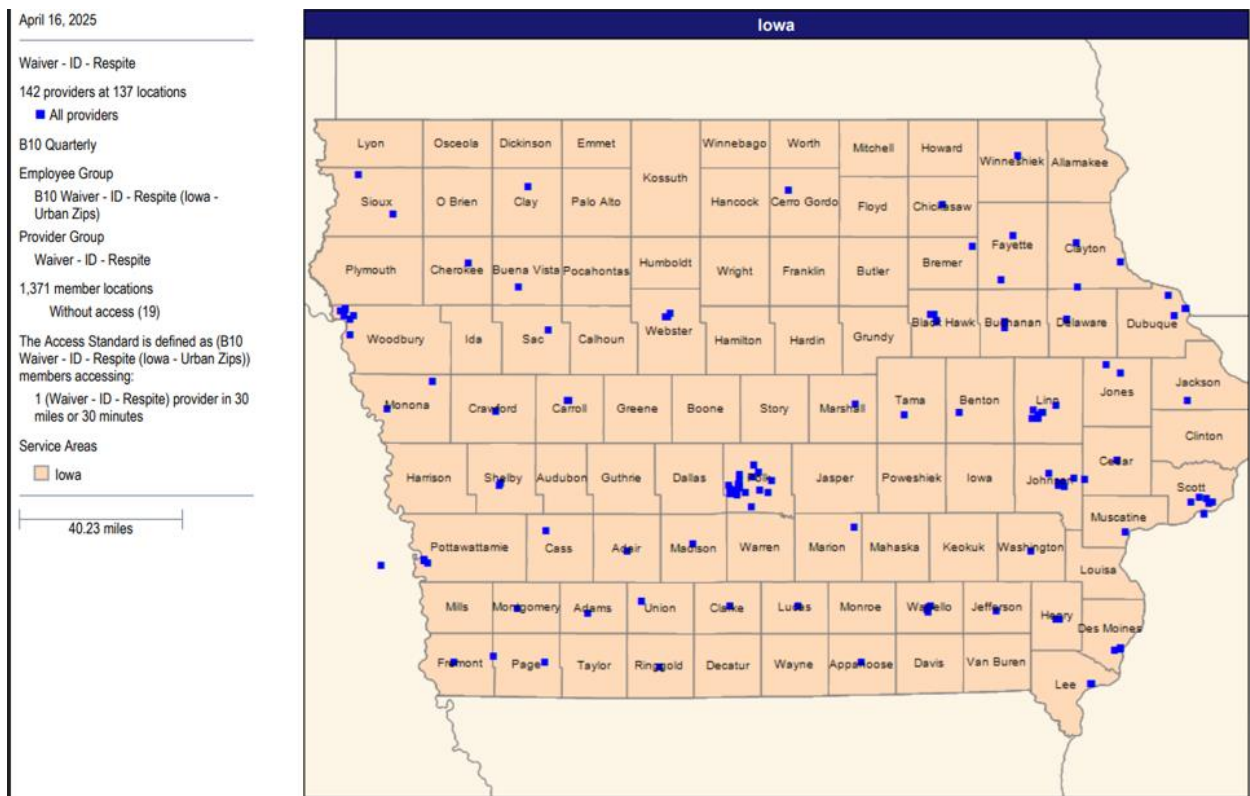 April 16, 2025
Waiver - ID - Respite
142 providers at 137 locations
All providers
B10 Quarterly
Employee Group
B10 Waiver - ID - Respite (Iowa -
Urban Zips)
Provider Group
Waiver - ID - Respite
1,371 member locations
Without access (19)
The Access Standard is defined as (B10
Waiver - ID - Respite (Iowa - Urban Zips))
members accessing:
1 (Waiver - ID - Respite) provider in 30
miles or 30 minutes
Service Areas
Iowa
40.23 miles
Iowa
Lyon Osceola Dickinson Emmet Winnebago Worth Mitchell Howard Winneshiek Allamakee
Kossuth
Sioux O Brien Clay Palo Alto Hancock Cerro Gordo Floyd Chickasaw
Fayette Clayton
Plymouth Cherokee Buena Vista Pocahontas Humboldt Wright Franklin Butler Bremer
Woodbury Ida Sac Calhoun Webster Hamilton Hardin Grundy Black Hawk Buchanan Delaware Dubuque
Jones Jackson
Monona Crawford Carroll Greene Boone Story Marshall Tama Benton Linn
Clinton
Harrison Shelby Audubon Guthrie Dallas Polk Jasper Poweshiek Iowa Johnson Cedar
Scott
Muscatine
Pottawattamie Cass Adair Madison Warren Marion Mahaska Keokuk Washington
Louisa
Mills Montgomery Adams Union Clarke Lucas Monroe Wapello Jefferson Henry
Des Moines
Fremont Page Taylor Ringgold Decatur Wayne Appanoose Davis Van Buren
Lee